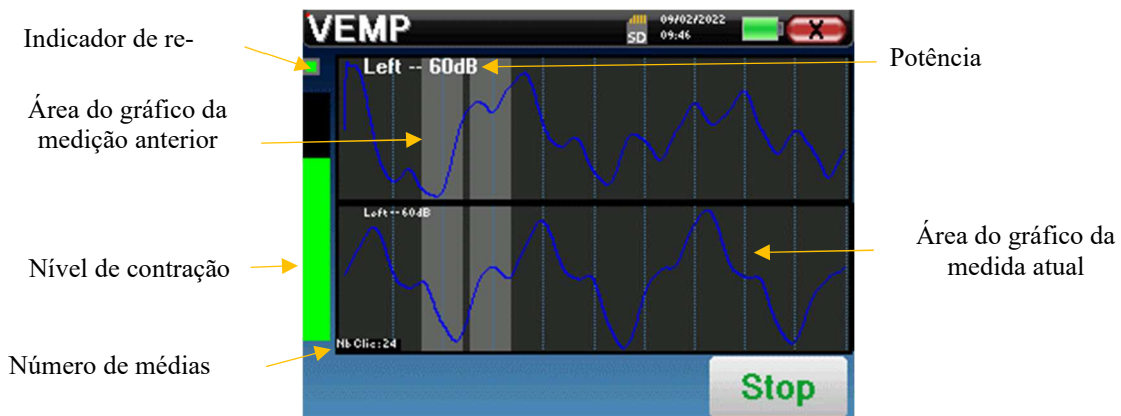 VEMP
SD
09/02/2022
09:46
X
Indicador de re-
Left -- 60dB
Potência
Área do gráfico da
medição anterior
Left -- 60dB
Nível de contração
Área do gráfico da
medida atual
Nb Clic:24
Número de médias
Stop